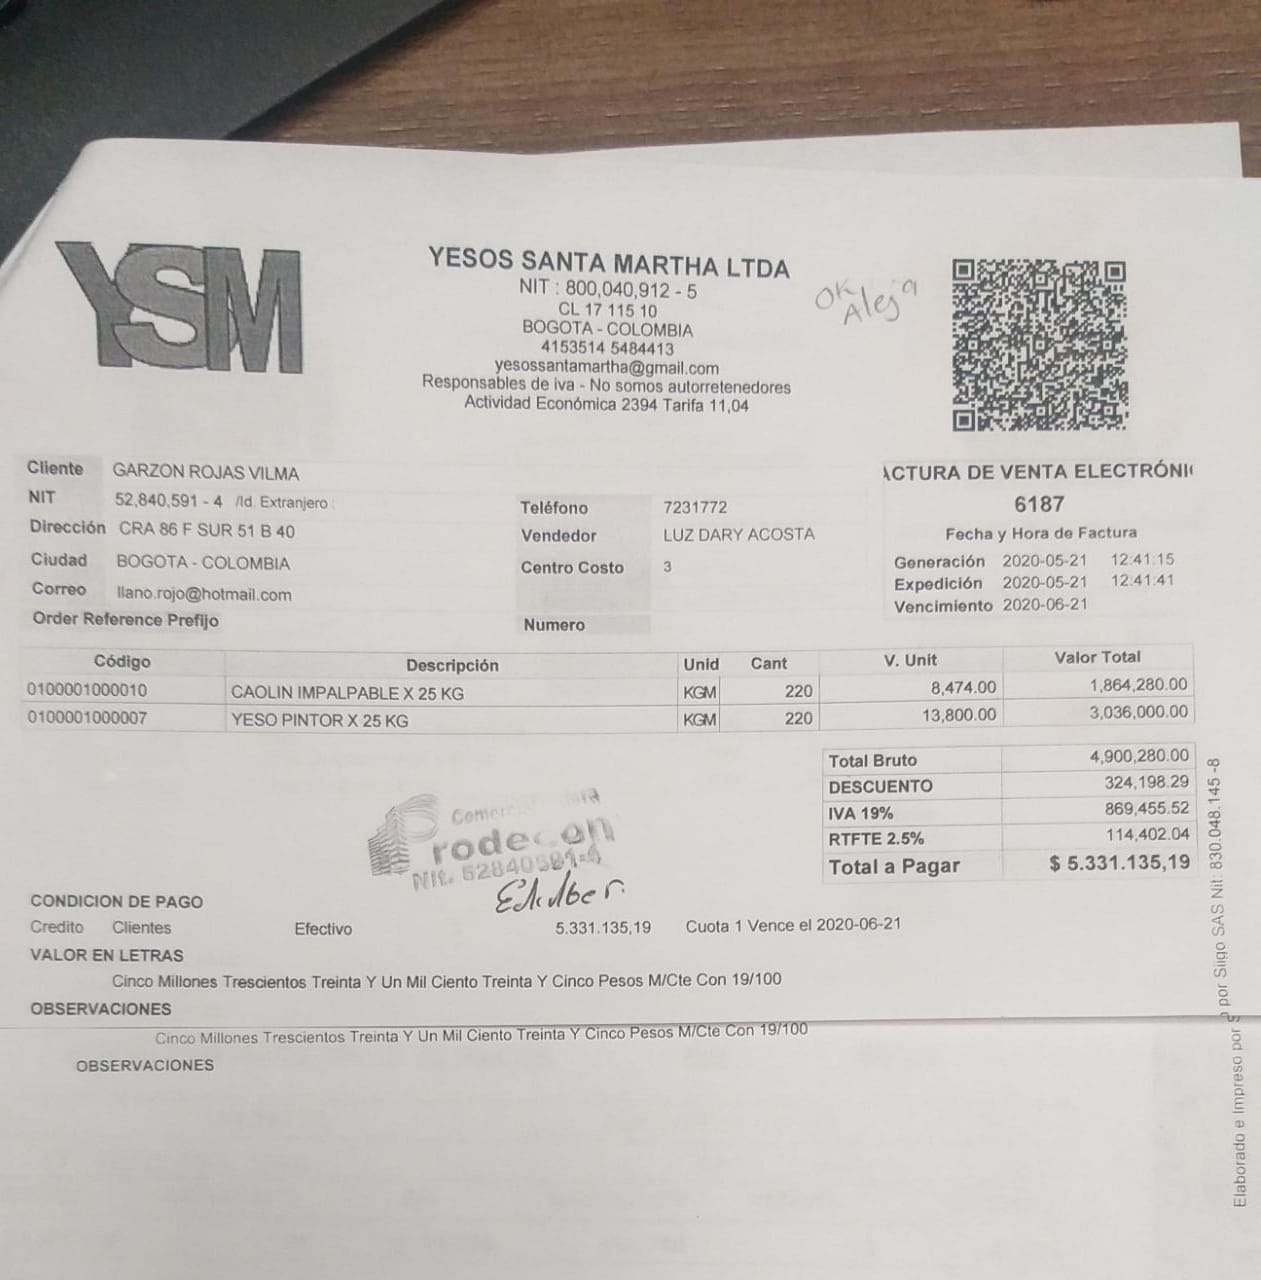 YSM
YESOS SANTA MARTHA LTDA
NIT : 800,040,912 - 5
CL 17 115 10
BOGOTA - COLOMBIA
4153514 5484413
yesossantamartha@gmail.com
Responsables de iva - No somos autorretenedores
Actividad Económica 2394 Tarifa 11,04
OK Aleja
Cliente GARZON ROJAS VILMA
NIT 52,840,591 - 4 /Id. Extranjero :
Dirección CRA 86 F SUR 51 B 40
Ciudad BOGOTA - COLOMBIA
Correo llano.rojo@hotmail.com
Order Reference Prefijo
Teléfono 7231772
Vendedor LUZ DARY ACOSTA
Centro Costo 3
Numero
ACTURA DE VENTA ELECTRÓNI
6187
Fecha y Hora de Factura
Generación 2020-05-21 12:41:15
Expedición 2020-05-21 12:41:41
Vencimiento 2020-06-21
Código Descripción Unid Cant V. Unit Valor Total
0100001000010 CAOLIN IMPALPABLE X 25 KG KGM 220 8,474.00 1,864,280.00
0100001000007 YESO PINTOR X 25 KG KGM 220 13,800.00 3,036,000.00
Total Bruto 4,900,280.00
DESCUENTO 324,198.29
IVA 19% 869,455.52
RTFTE 2.5% 114,402.04
Total a Pagar $ 5.331.135,19
Prodecon
Nit. 52840591-4
CONDICION DE PAGO
Credito Clientes Efectivo 5.331.135,19 Cuota 1 Vence el 2020-06-21
VALOR EN LETRAS
Cinco Millones Trescientos Treinta Y Un Mil Ciento Treinta Y Cinco Pesos M/Cte Con 19/100
OBSERVACIONES
Cinco Millones Trescientos Treinta Y Un Mil Ciento Treinta Y Cinco Pesos M/Cte Con 19/100
OBSERVACIONES
por Siigo SAS Nit: 830.048.145 -8
Elaborado e Impreso por